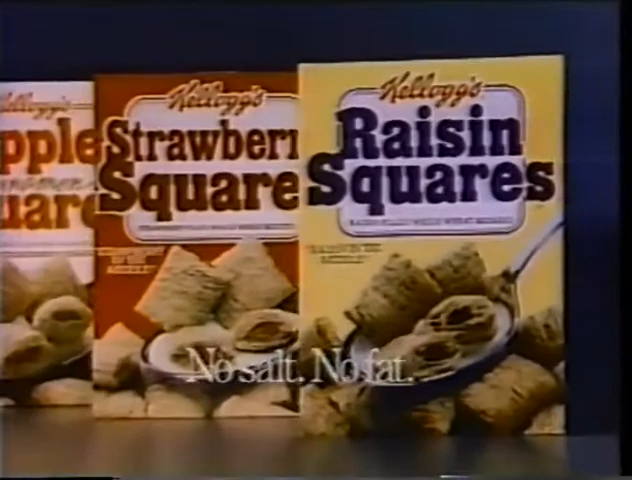 Kellogg's
pple
uare
Kellogg's
Strawberr
Square
Kellogg's
Raisin
Squares
No salt. No fat.